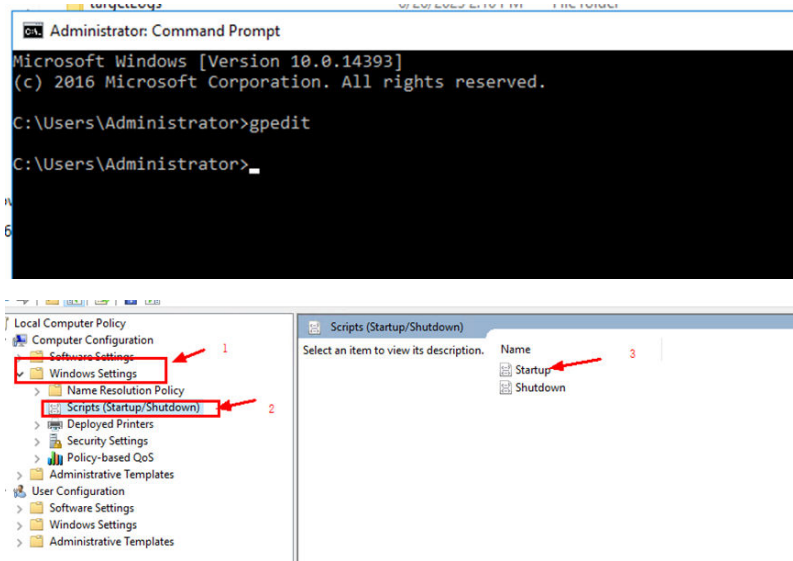 targetLogs
Administrator: Command Prompt
Microsoft Windows [Version 10.0.14393]
(c) 2016 Microsoft Corporation. All rights reserved.
C:\Users\Administrator>gpedit
C:\Users\Administrator>
Local Computer Policy
Computer Configuration
Software Settings
1
Windows Settings
Name Resolution Policy
Scripts (Startup/Shutdown)
2
Deployed Printers
Security Settings
Policy-based QoS
Administrative Templates
User Configuration
Software Settings
Windows Settings
Administrative Templates
Scripts (Startup/Shutdown)
Select an item to view its description.
Name
3
Startup
Shutdown